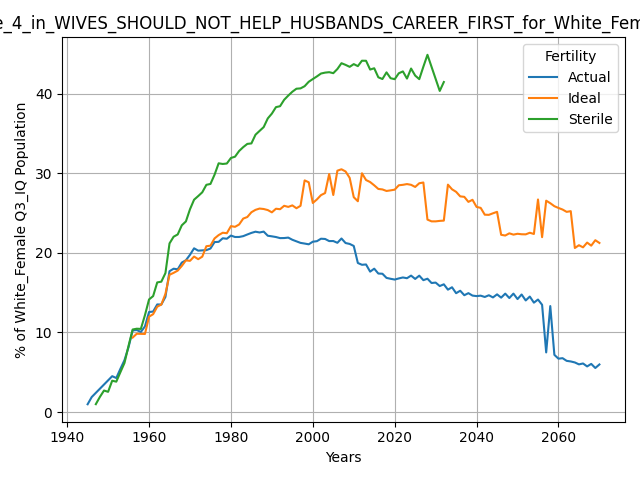 e_4_in_WIVES_SHOULD_NOT_HELP_HUSBANDS_CAREER_FIRST_for_White_Fem
Fertility
Actual
Ideal
Sterile
% of White_Female Q3_IQ Population
40
30
20
10
0
1940 1960 1980 2000 2020 2040 2060
Years